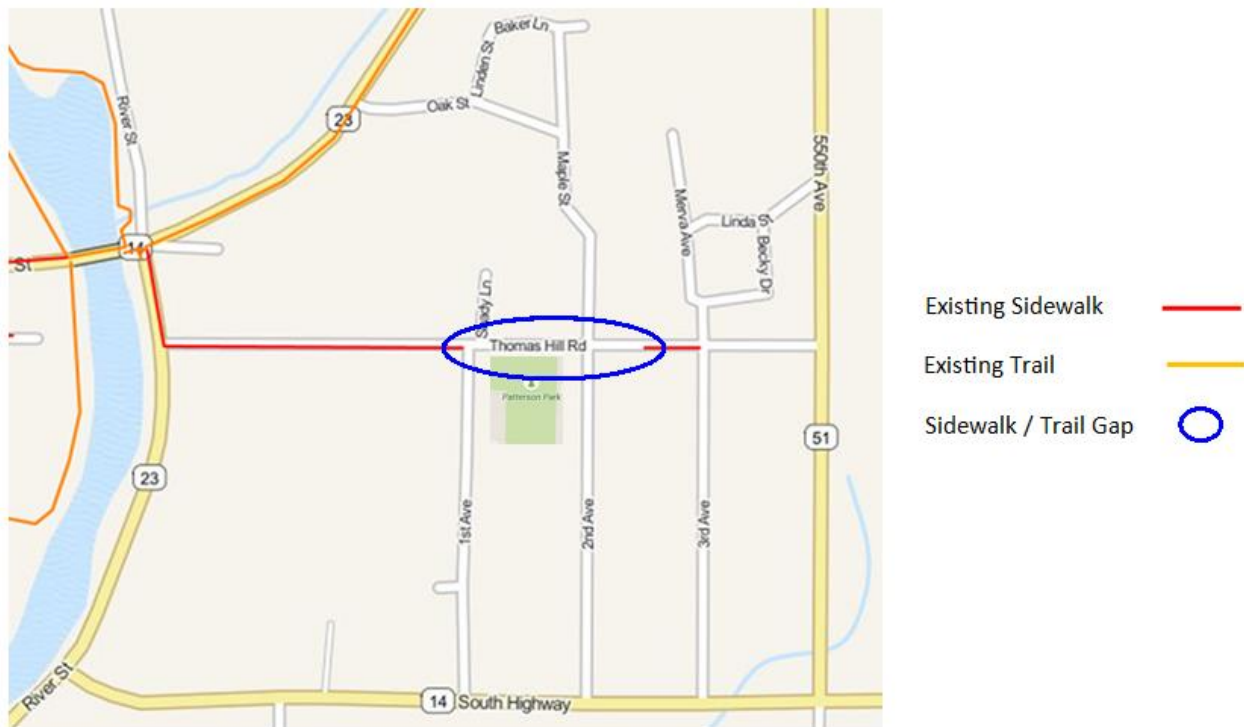 Baker Ln
Linden St
Oak St
River St
23
550th Ave
Maple St
Merva Ave
Linda St
Becky Dr
14
St
Shady Ln
Thomas Hill Rd
Patterson Park
51
23
1st Ave
2nd Ave
3rd Ave
River St
14
South Highway
Existing Sidewalk
Existing Trail
Sidewalk / Trail Gap